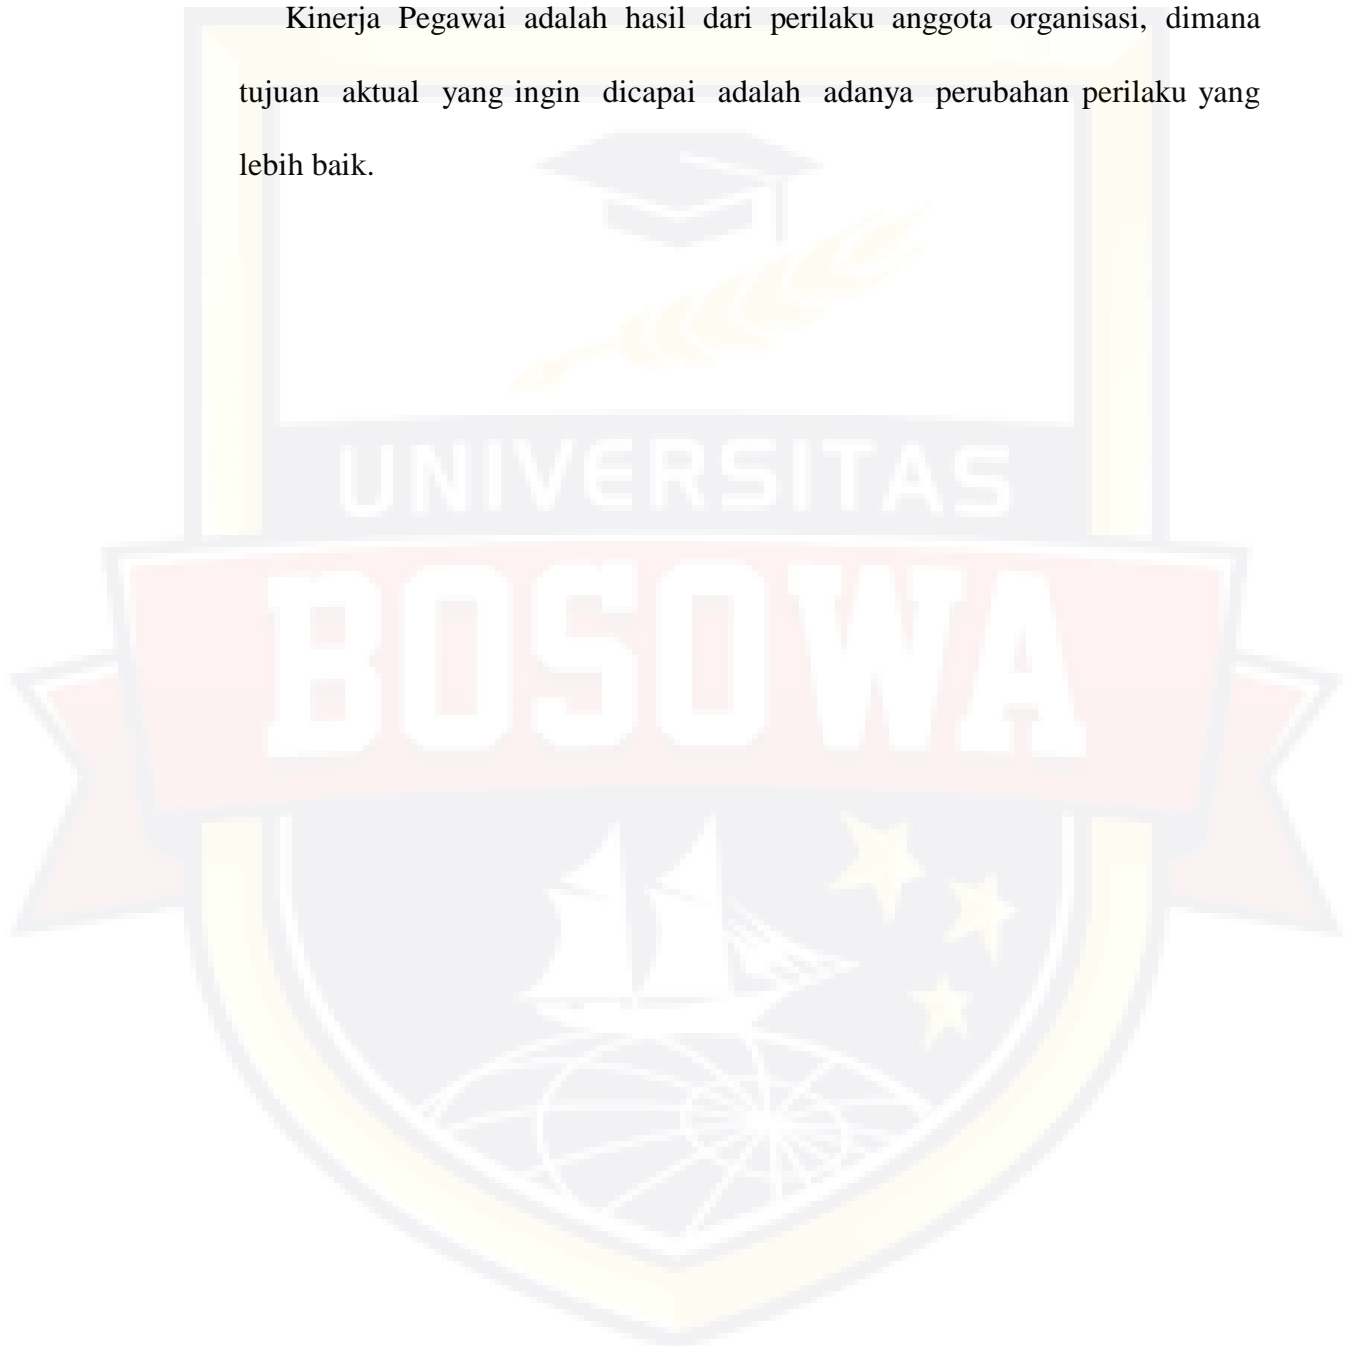 Kinerja Pegawai adalah hasil dari perilaku anggota organisasi, dimana
tujuan aktual yang ingin dicapai adalah adanya perubahan perilaku yang
lebih baik.
UNIVERSITAS
BOSOWA